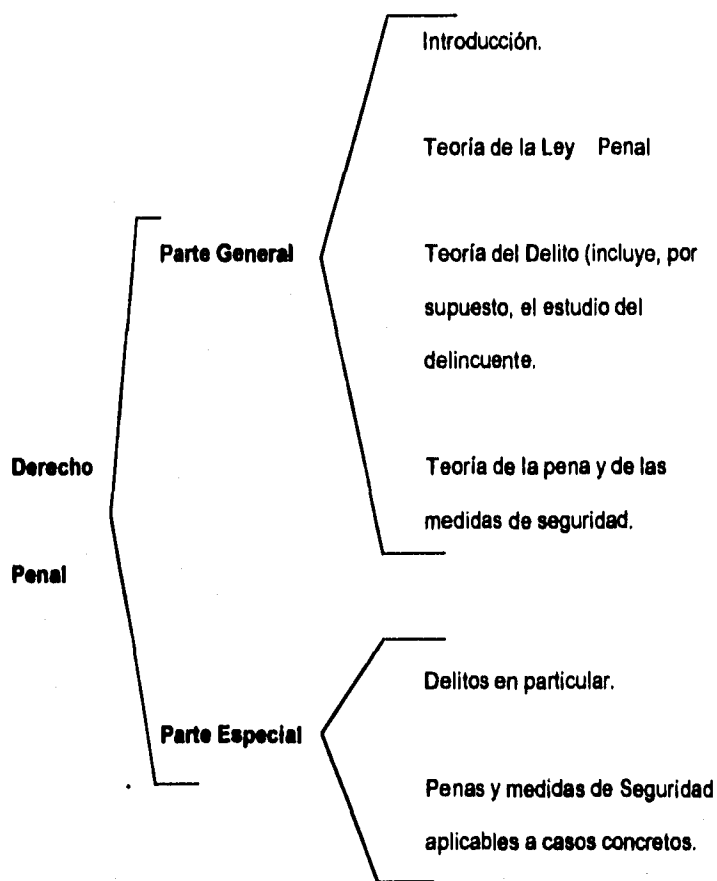 Derecho
Penal
Parte General
Introducción.
Teoría de la Ley Penal
Teoría del Delito (incluye, por
supuesto, el estudio del
delincuente.
Teoría de la pena y de las
medidas de seguridad.
Parte Especial
Delitos en particular.
Penas y medidas de Seguridad
aplicables a casos concretos.